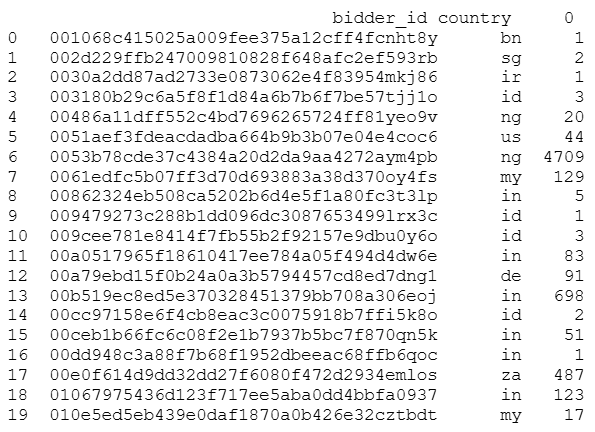 bidder_id country 0
0 001068c415025a009fee375a12cff4fcnht8y bn 1
1 002d229ffb247009810828f648afc2ef593rb sg 2
2 0030a2dd87ad2733e0873062e4f83954mkj86 ir 1
3 003180b29c6a5f8f1d84a6b7b6f7be57tjj1o id 3
4 00486a11dff552c4bd7696265724ff81yeo9v ng 20
5 0051aef3fdeacdadba664b9b3b07e04e4coc6 us 44
6 0053b78cde37c4384a20d2da9aa4272aym4pb ng 4709
7 0061edfc5b07ff3d70d693883a38d370oy4fs my 129
8 00862324eb508ca5202b6d4e5f1a80fc3t3lp in 5
9 009479273c288b1dd096dc3087653499lrx3c id 1
10 009cee781e8414f7fb55b2f92157e9dbu0y6o id 3
11 00a0517965f18610417ee784a05f494d4dw6e in 83
12 00a79ebd15f0b24a0a3b5794457cd8ed7dng1 de 91
13 00b519ec8ed5e370328451379bb708a306eoj in 698
14 00cc97158e6f4cb8eac3c0075918b7ffi5k8o id 2
15 00ceb1b66fc6c08f2e1b7937b5bc7f870qn5k in 51
16 00dd948c3a88f7b68f1952dbeeac68ffb6qoc in 1
17 00e0f614d9dd32dd27f6080f472d2934emlos za 487
18 01067975436d123f717ee5aba0dd4bbfa0937 in 123
19 010e5ed5eb439e0daf1870a0b426e32cztbdt my 17